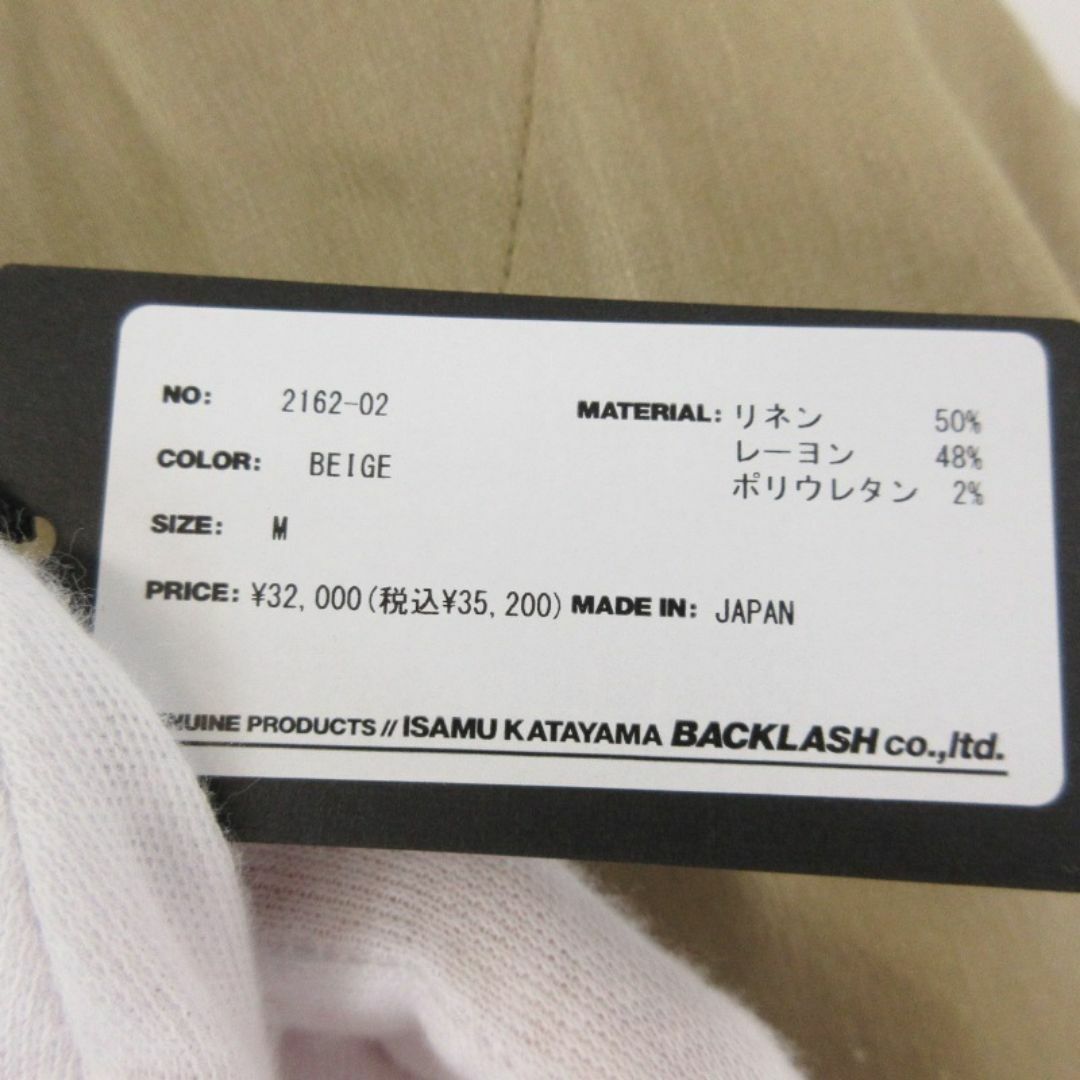 NO: 2162-02
COLOR: BEIGE
SIZE: M
MATERIAL: リネン 50%
レーヨン 48%
ポリウレタン 2%
PRICE: ¥32,000(税込¥35,200) MADE IN: JAPAN
PRODUCTS // ISAMU KATAYAMA BACKLASH co.,ltd.